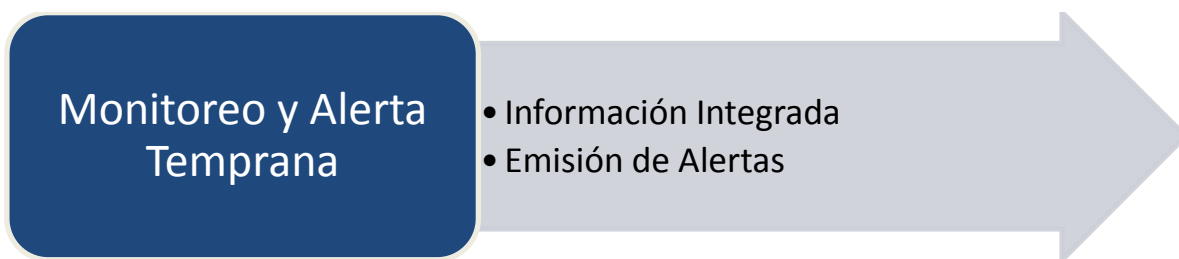 Monitoreo y Alerta
Temprana
• Información Integrada
• Emisión de Alertas